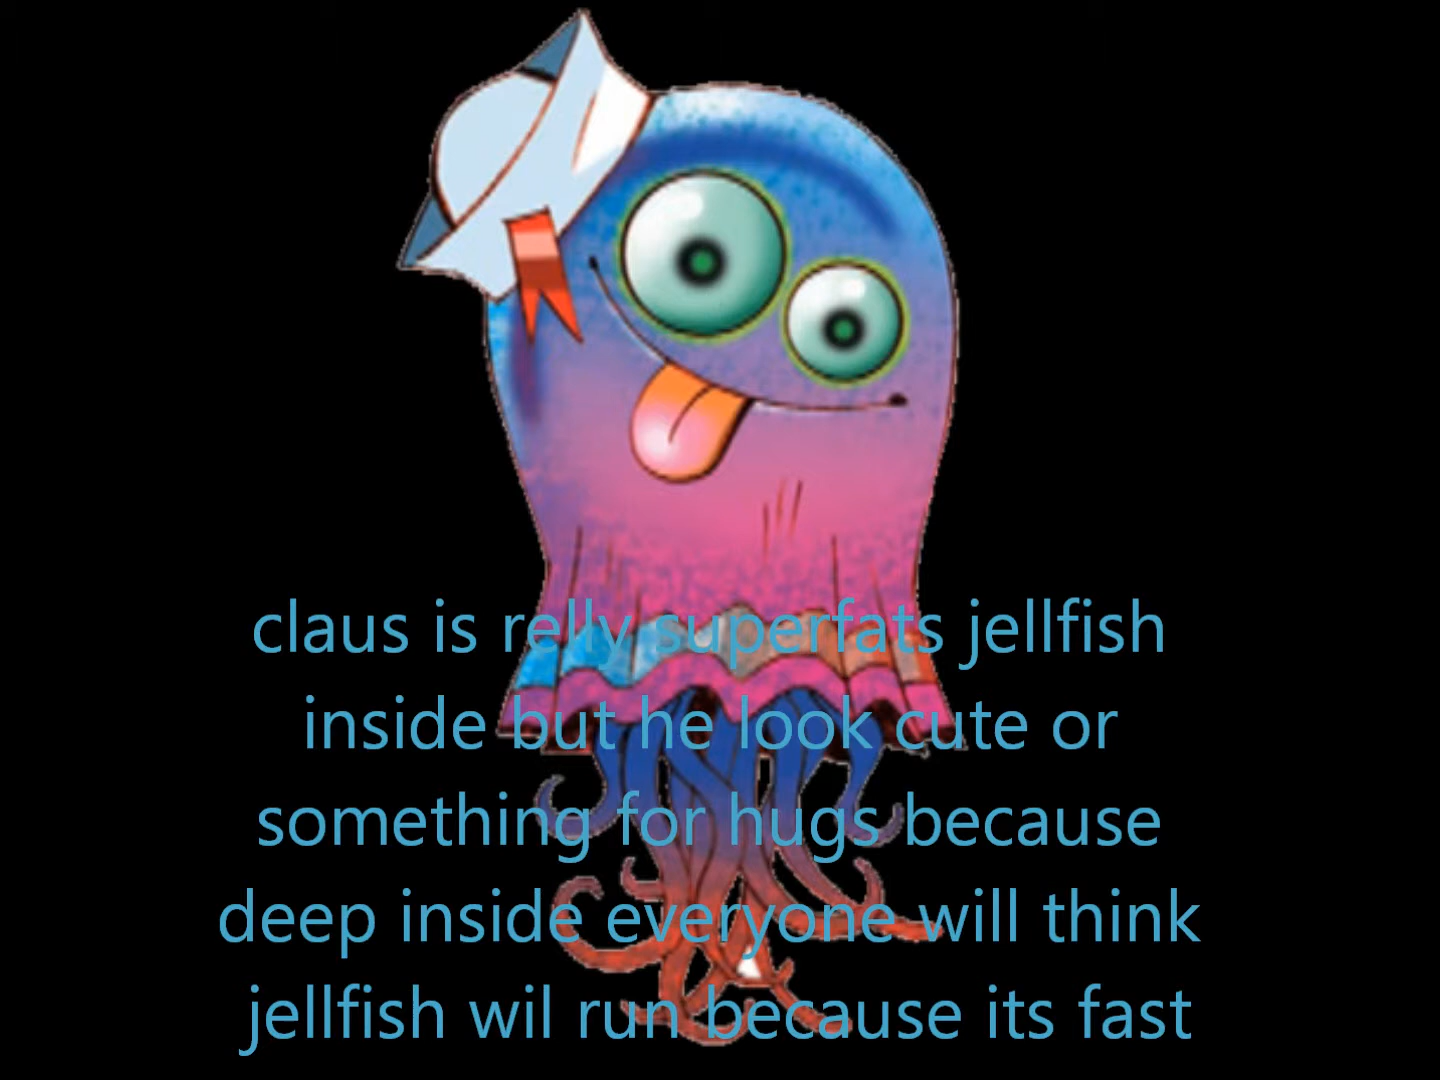 claus is relly superfats jellfish
inside but he look cute or
something for hugs because
deep inside everyone will think
jellfish wil run because its fast